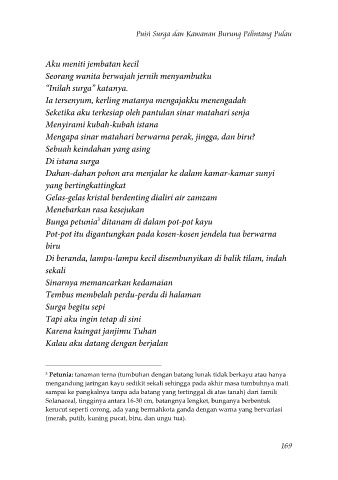 Puisi Surga dan Kawanan Burung Pelintang Pulau
Aku meniti jembatan kecil
Seorang wanita berwajah jernih menyambutku
"Inilah surga" katanya.
Ia tersenyum, kerling matanya mengajakku menengadah
Seketika aku terkesiap oleh pantulan sinar matahari senja
Menyirami kubah-kubah istana
Mengapa sinar matahari berwarna perak, jingga, dan biru?
Sebuah keindahan yang asing
Di istana surga
Dahan-dahan pohon ara menjalar ke dalam kamar-kamar sunyi
yang bertingkattingkat
Gelas-gelas kristal berdenting dialiri air zamzam
Menebarkan rasa kesejukan
Bunga petunia¹ ditanam di dalam pot-pot kayu
Pot-pot itu digantungkan pada kosen-kosen jendela tua berwarna
biru
Di beranda, lampu-lampu kecil disembunyikan di balik tilam, indah
sekali
Sinarnya memancarkan kedamaian
Tembus membelah perdu-perdu di halaman
Surga begitu sepi
Tapi aku ingin tetap di sini
Karena kuingat janjimu Tuhan
Kalau aku datang dengan berjalan
¹ Petunia: tanaman terna (tumbuhan dengan batang lunak tidak berkayu atau hanya
mengandung jaringan kayu sedikit sekali sehingga pada akhir masa tumbuhnya mati
sampai ke pangkalnya tanpa ada batang yang tertinggal di atas tanah) dari famili
Solanaceal, tingginya antara 16-30 cm, batangnya lengket, bunganya berbentuk
kerucut seperti corong, ada yang bermahkota ganda dengan warna yang bervariasi
(merah, putih, kuning pucat, biru, dan ungu tua).
169